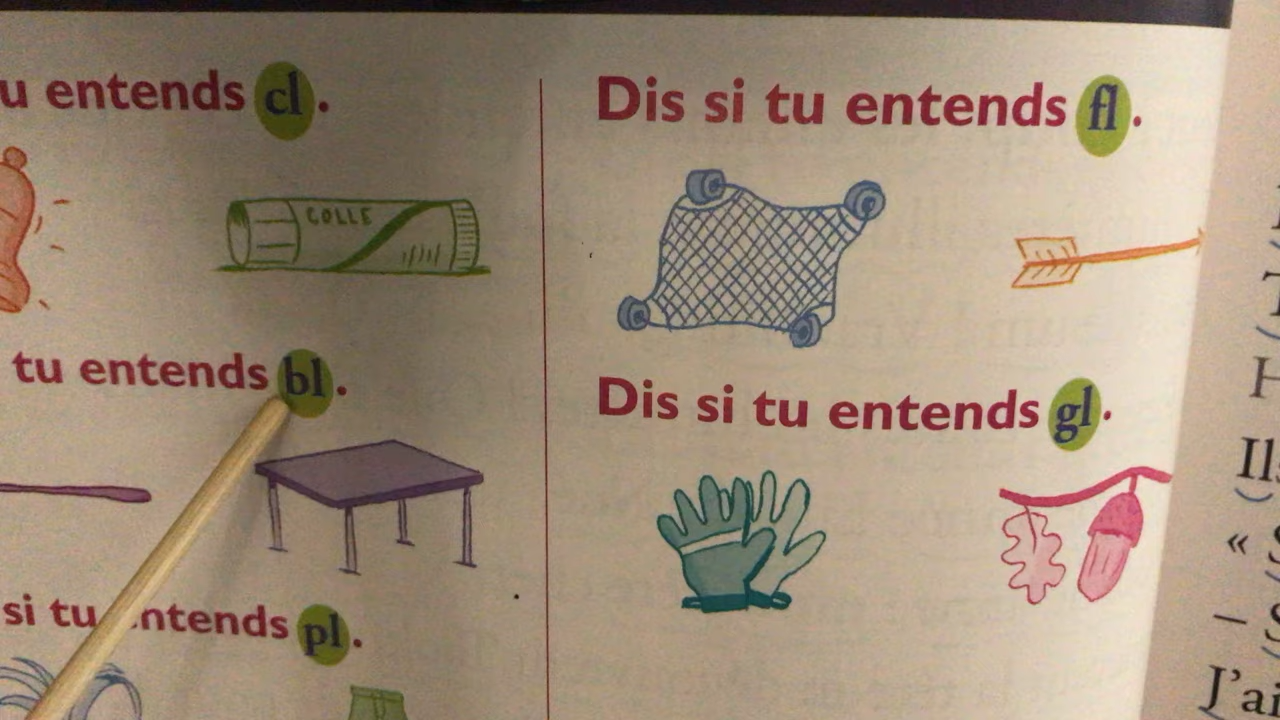 u entends cl.
COLLE
tu entends bl.
si tu entends pl.
Dis si tu entends fl.
Dis si tu entends gl.
H
Ils
«
–
J'ai